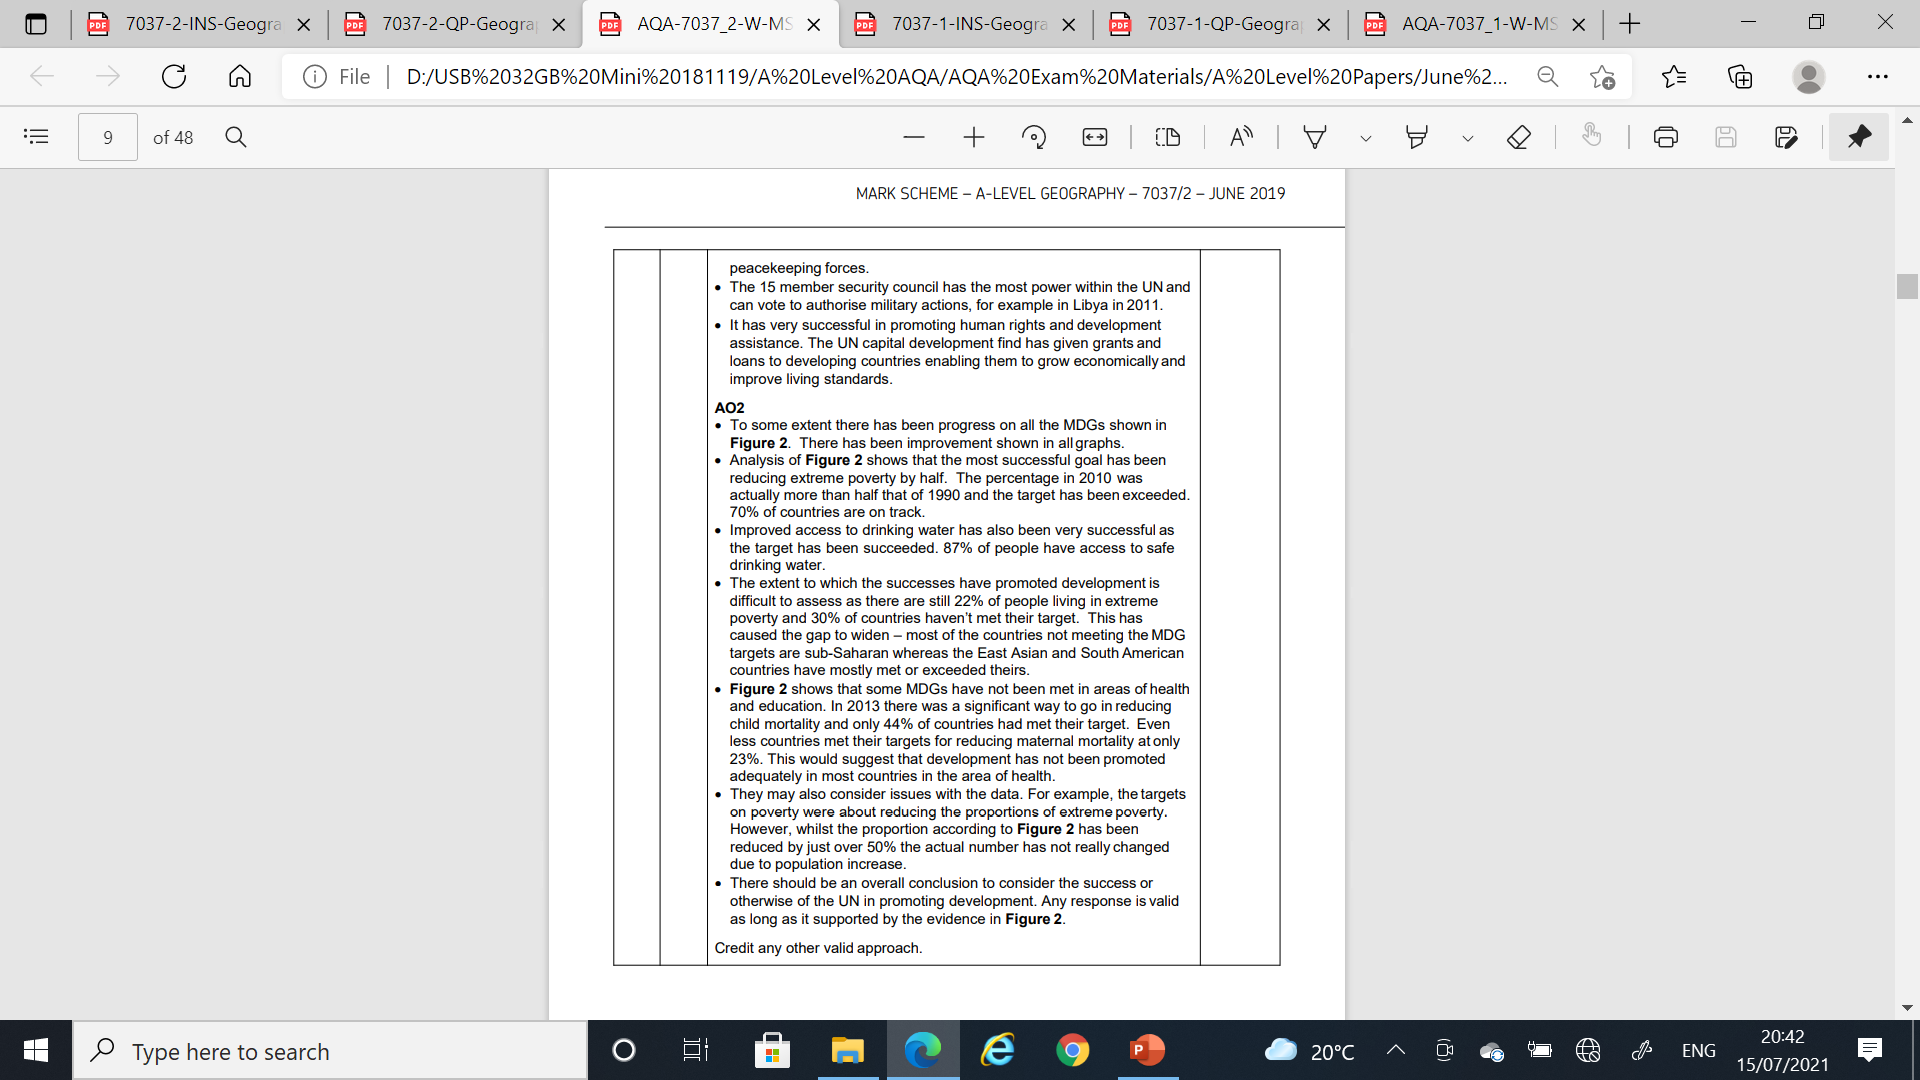 7037-2-INS-Geogra
7037-2-QP-Geogra
AQA-7037_2-W-MS
7037-1-INS-Geogra
7037-1-QP-Geogra
AQA-7037_1-W-MS
File
D:/USB%2032GB%20Mini%20181119/A%20Level%20AQA/AQA%20Exam%20Materials/A%20Level%20Papers/June%2...
9 of 48
MARK SCHEME – A-LEVEL GEOGRAPHY – 7037/2 – JUNE 2019
peacekeeping forces.
• The 15 member security council has the most power within the UN and
can vote to authorise military actions, for example in Libya in 2011.
• It has very successful in promoting human rights and development
assistance. The UN capital development find has given grants and
loans to developing countries enabling them to grow economically and
improve living standards.
AO2
• To some extent there has been progress on all the MDGs shown in
Figure 2. There has been improvement shown in all graphs.
• Analysis of Figure 2 shows that the most successful goal has been
reducing extreme poverty by half. The percentage in 2010 was
actually more than half that of 1990 and the target has been exceeded.
70% of countries are on track.
• Improved access to drinking water has also been very successful as
the target has been succeeded. 87% of people have access to safe
drinking water.
• The extent to which the successes have promoted development is
difficult to assess as there are still 22% of people living in extreme
poverty and 30% of countries haven't met their target. This has
caused the gap to widen – most of the countries not meeting the MDG
targets are sub-Saharan whereas the East Asian and South American
countries have mostly met or exceeded theirs.
• Figure 2 shows that some MDGs have not been met in areas of health
and education. In 2013 there was a significant way to go in reducing
child mortality and only 44% of countries had met their target. Even
less countries met their targets for reducing maternal mortality at only
23%. This would suggest that development has not been promoted
adequately in most countries in the area of health.
• They may also consider issues with the data. For example, the targets
on poverty were about reducing the proportions of extreme poverty.
However, whilst the proportion according to Figure 2 has been
reduced by just over 50% the actual number has not really changed
due to population increase.
• There should be an overall conclusion to consider the success or
otherwise of the UN in promoting development. Any response is valid
as long as it supported by the evidence in Figure 2.
Credit any other valid approach.
Type here to search
20°C
ENG
20:42
15/07/2021